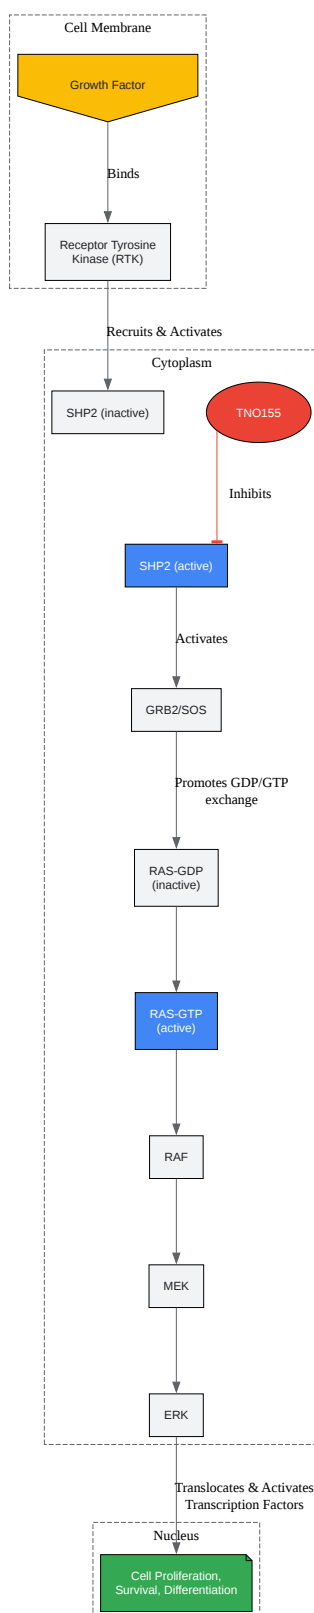 Cell Membrane
Growth Factor
Binds
Receptor Tyrosine
Kinase (RTK)
Recruits & Activates
Cytoplasm
SHP2 (inactive)
TNO155
Inhibits
SHP2 (active)
Activates
GRB2/SOS
Promotes GDP/GTP
exchange
RAS-GDP
(inactive)
RAS-GTP
(active)
RAF
MEK
ERK
Translocates & Activates
Transcription Factors
Nucleus
Cell Proliferation,
Survival, Differentiation